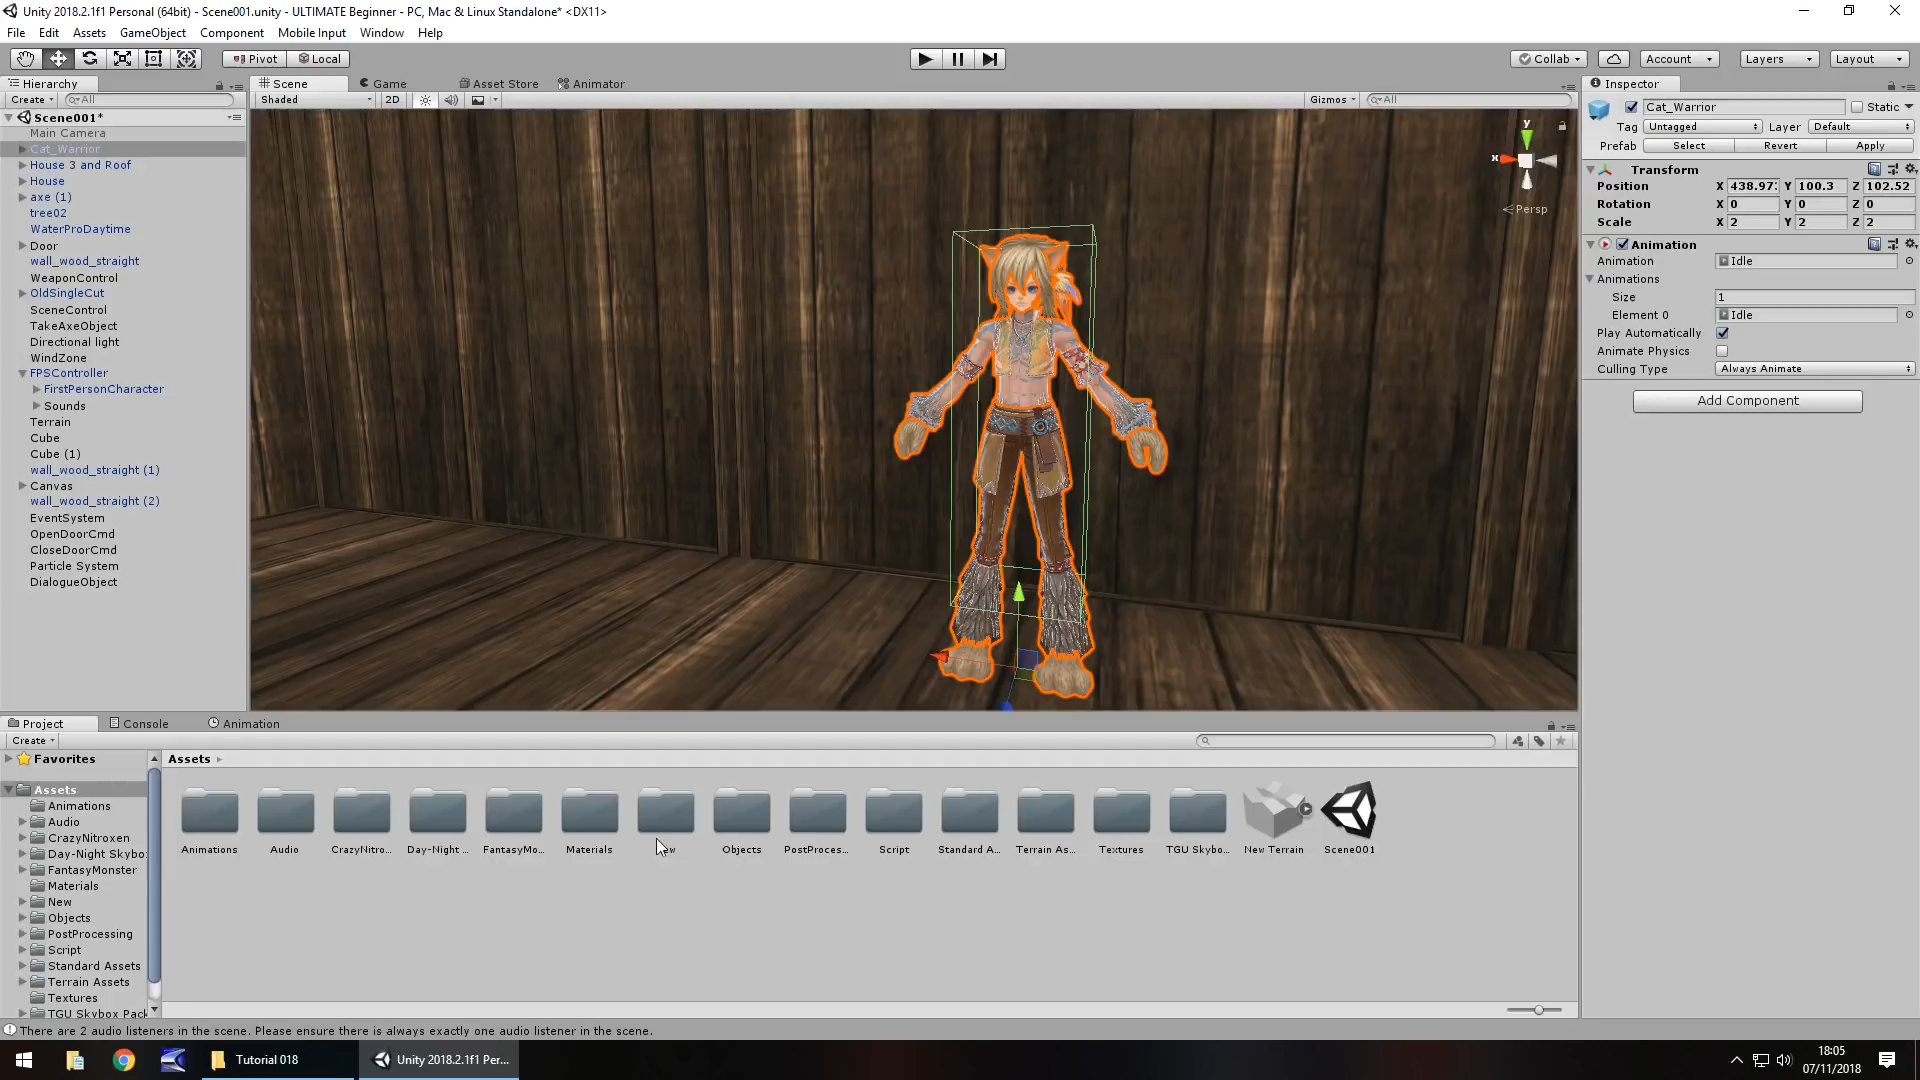 Unity 2018.2.1f1 Personal (64bit) - Scene001.unity - ULTIMATE Beginner - PC, Mac & Linux Standalone* <DX11>
File Edit Assets GameObject Component Mobile Input Window Help
Pivot Local Collab Account Layers Layout
Hierarchy
Create All
Scene001*
Main Camera
Cat_Warrior
House 3 and Roof
House
axe (1)
tree02
WaterProDaytime
Door
wall_wood_straight
WeaponControl
OldSingleCut
SceneControl
TakeAxeObject
Directional light
WindZone
FPSController
FirstPersonCharacter
Sounds
Terrain
Cube
Cube (1)
wall_wood_straight (1)
Canvas
wall_wood_straight (2)
EventSystem
OpenDoorCmd
CloseDoorCmd
Particle System
DialogueObject
Scene Game Asset Store Animator
Shaded 2D Gizmos All
y
x
Persp
Inspector
Cat_Warrior Static
Tag Untagged Layer Default
Prefab Select Revert Apply
Transform
Position X 438.97: Y 100.3 Z 102.52
Rotation X 0 Y 0 Z 0
Scale X 2 Y 2 Z 2
Animation
Animation Idle
Animations
Size 1
Element 0 Idle
Play Automatically
Animate Physics
Culling Type Always Animate
Add Component
Project Console Animation
Create
Favorites
Assets
Animations
Audio
CrazyNitroxen
Day-Night Skybo
FantasyMonster
Materials
New
Objects
PostProcessing
Script
Standard Assets
Terrain Assets
Textures
TGU Skybox Pack
Assets
Animations Audio CrazyNitro... Day-Night ... FantasyMo... Materials Objects PostProces... Script Standard A... Terrain As... Textures TGU Skybo... New Terrain Scene001
There are 2 audio listeners in the scene. Please ensure there is always exactly one audio listener in the scene.
Tutorial 018 Unity 2018.2.1f1 Per...
18:05
07/11/2018